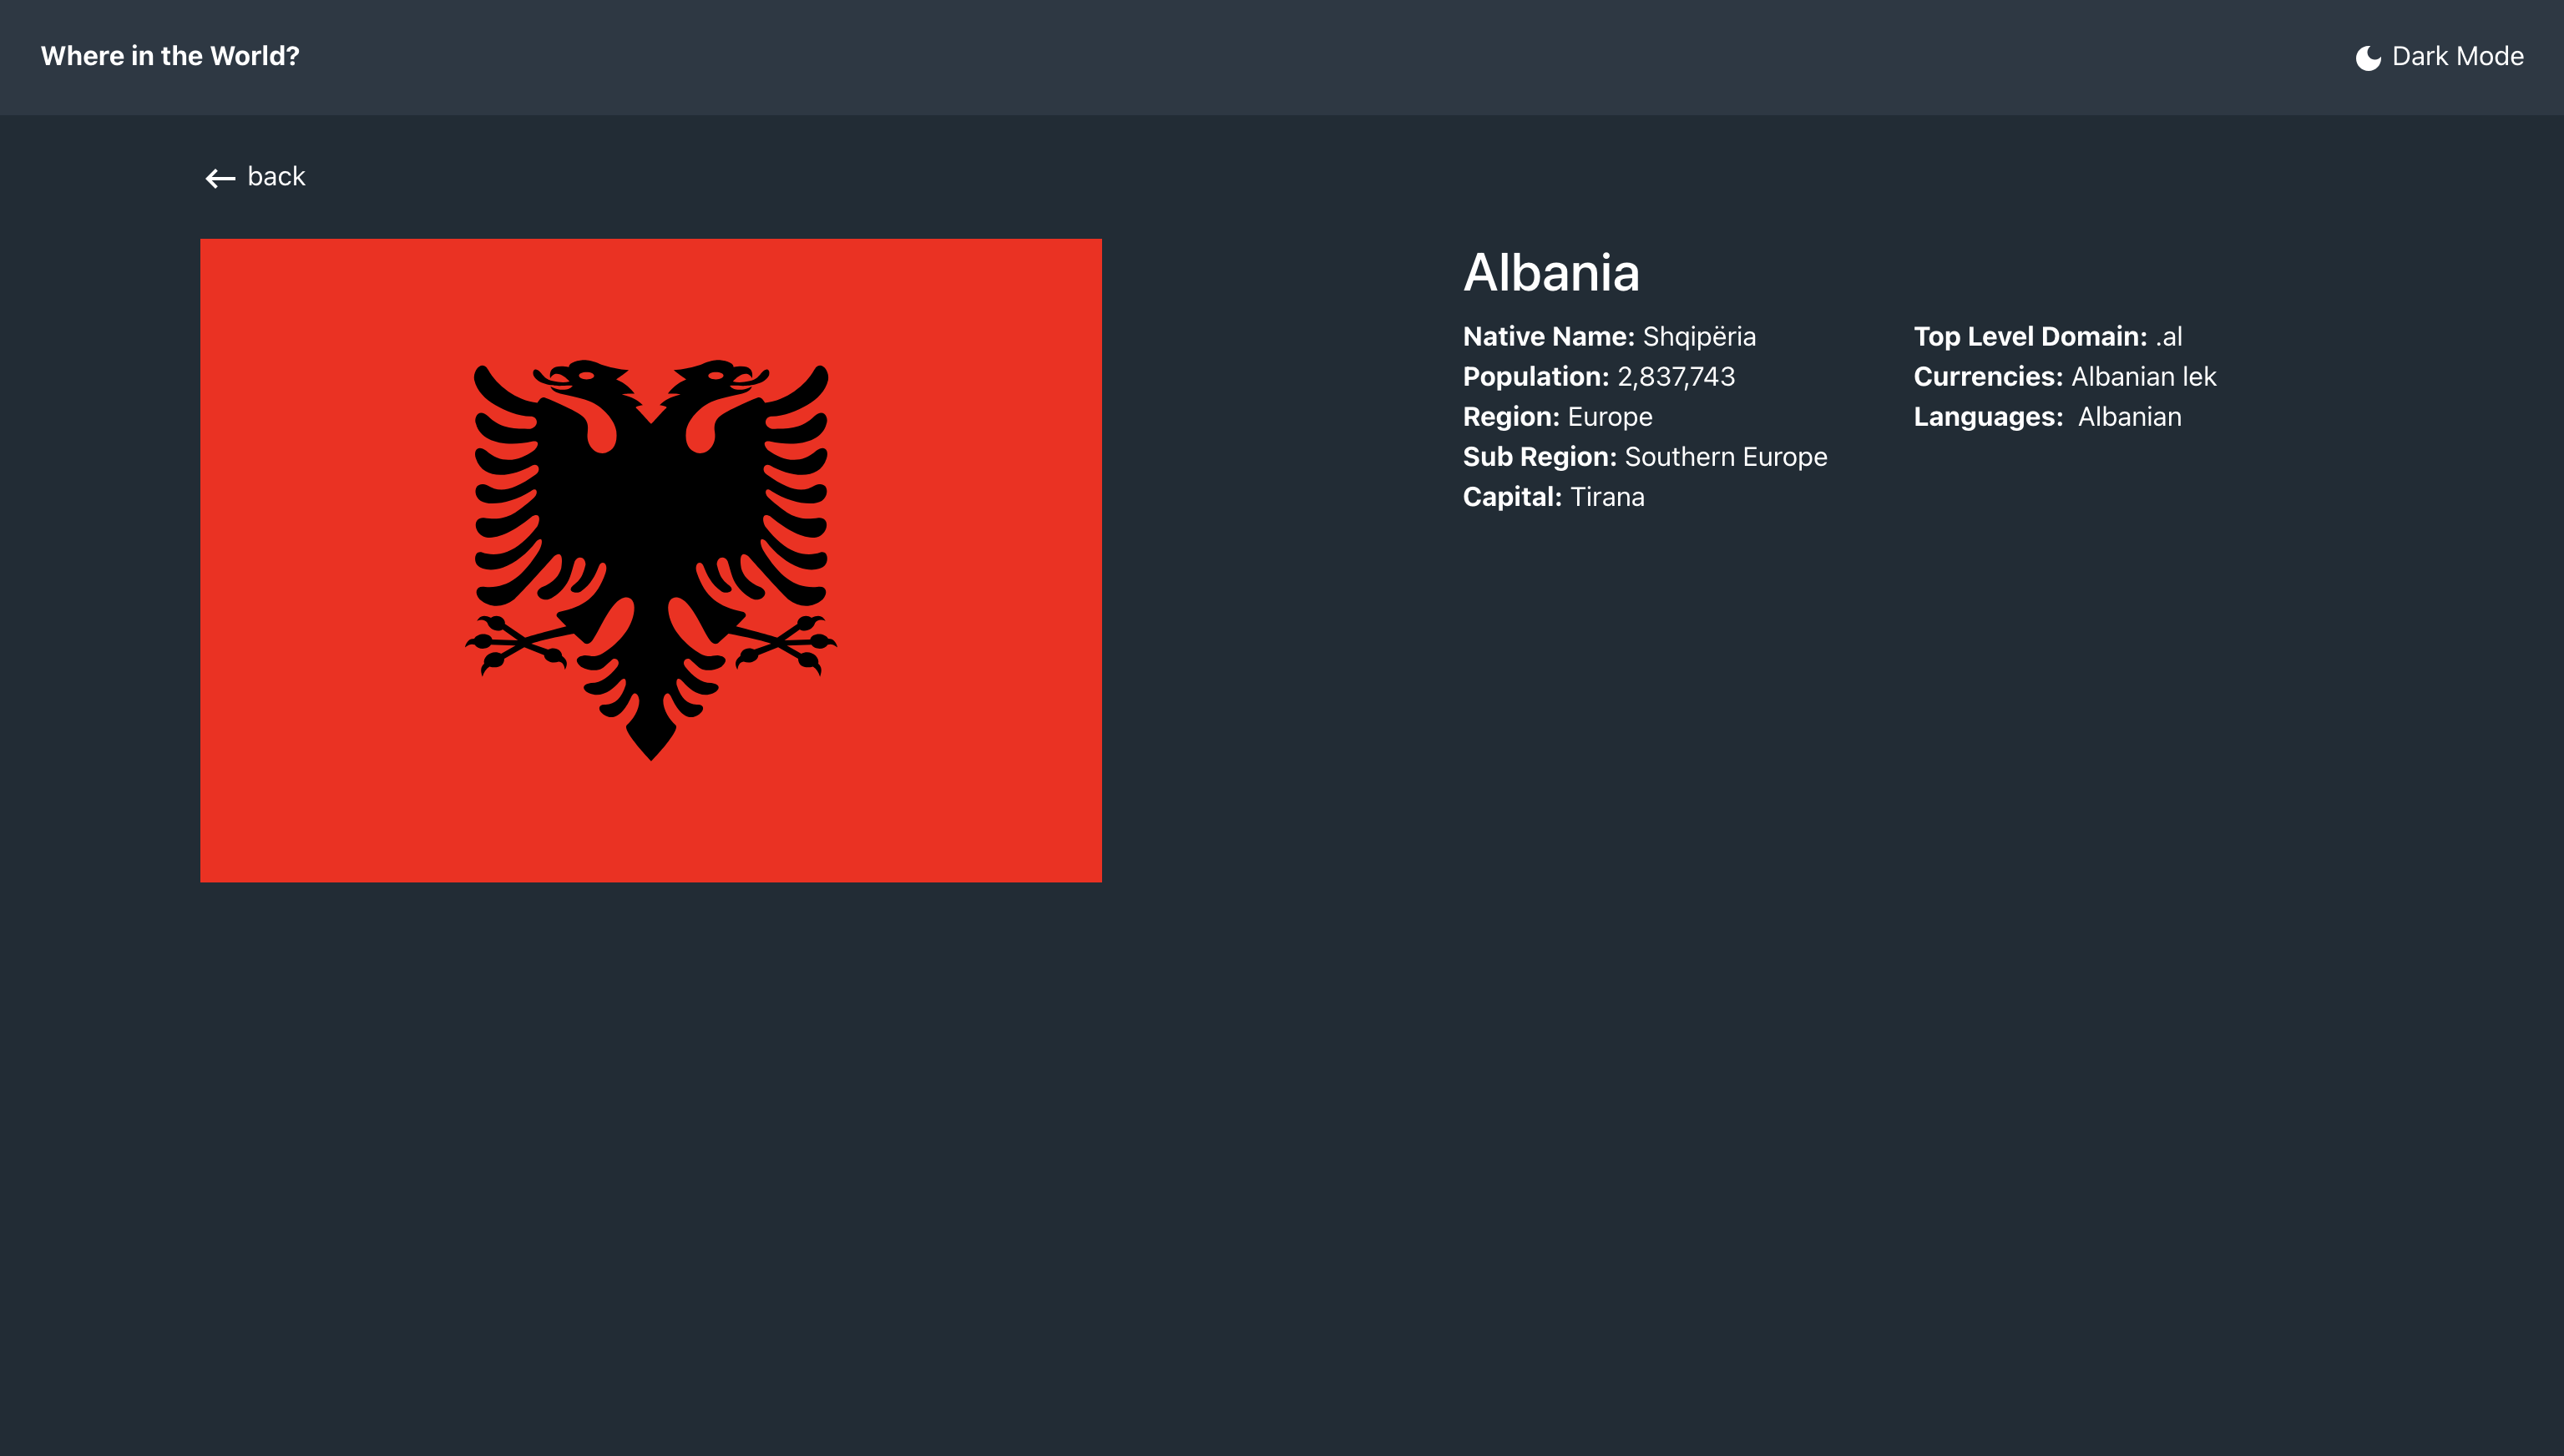 Where in the World?
Dark Mode
back
Albania
Native Name: Shqipëria
Population: 2,837,743
Region: Europe
Sub Region: Southern Europe
Capital: Tirana
Top Level Domain: .al
Currencies: Albanian lek
Languages: Albanian